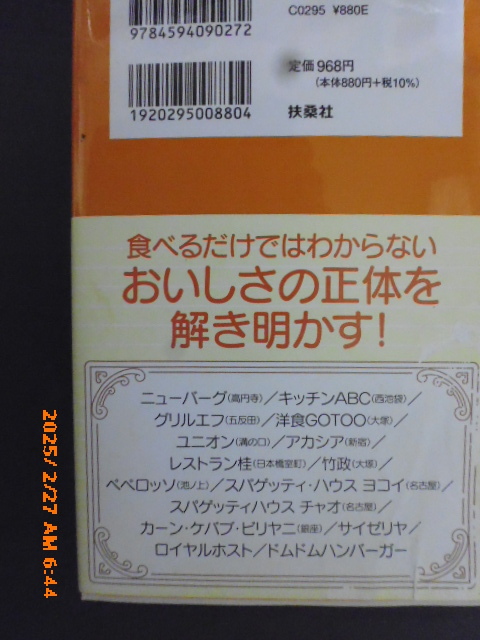 9784594090272
C0295 ¥880E
定価 968円
(本体880円+税10%)
1920295008804
扶桑社
食べるだけではわからない
おいしさの正体を
解き明かす!
ニューバーグ(高円寺)/キッチンABC(西池袋)/
グリルエフ(五反田)/洋食GOTOO(大塚)/
ユニオン(溝の口)/アカシア(新宿)/
レストラン桂(日本橋室町)/竹政(大塚)/
ペペロッソ(池ノ上)/スパゲッティ・ハウス ヨコイ(名古屋)/
スパゲッティハウス チャオ(名古屋)/
カーン・ケバブ・ビリヤニ(銀座)/サイゼリヤ/
ロイヤルホスト/ドムドムハンバーガー
2025/ 2/27 AM 6:44